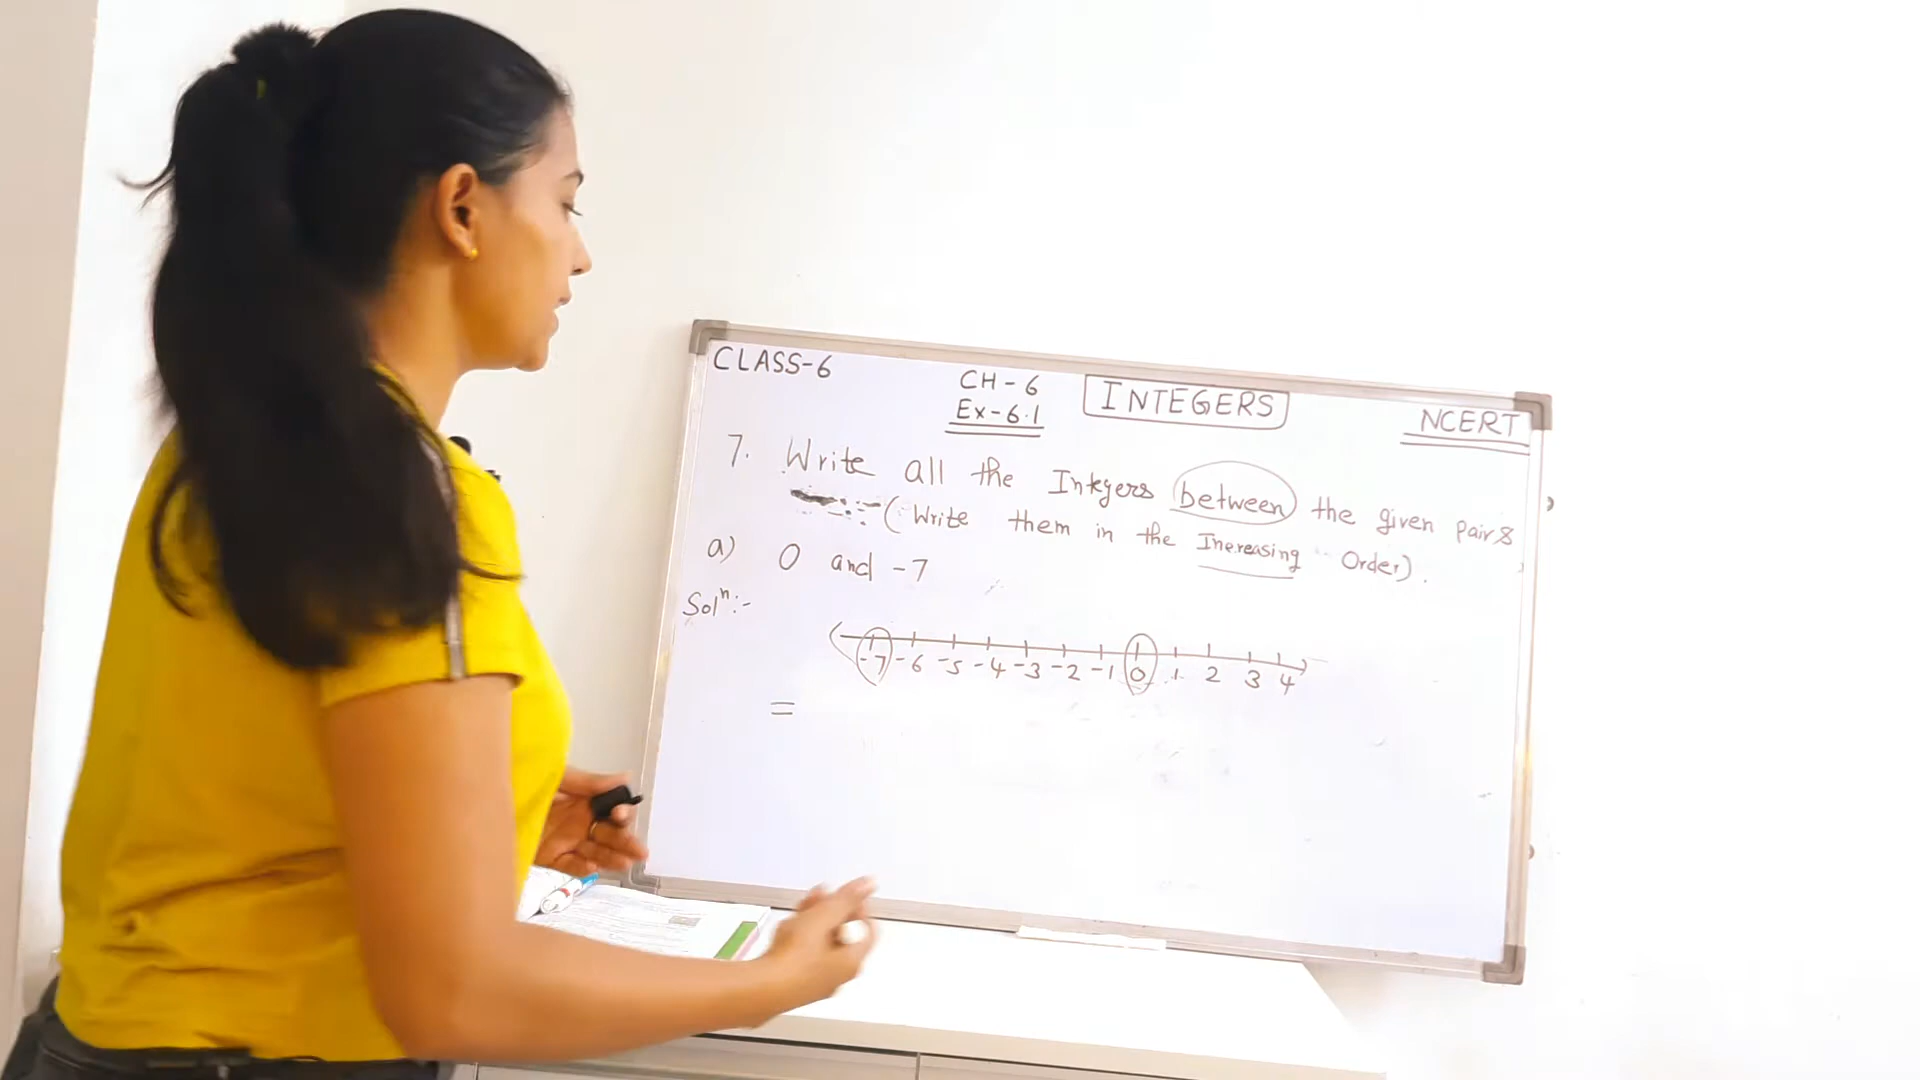 CLASS-6
CH-6
Ex-6.1
INTEGERS
NCERT
7. Write all the Integers between the given pairs
(Write them in the Increasing Order).
a) 0 and -7
Solⁿ:-
-7 -6 -5 -4 -3 -2 -1 0 1 2 3 4
=